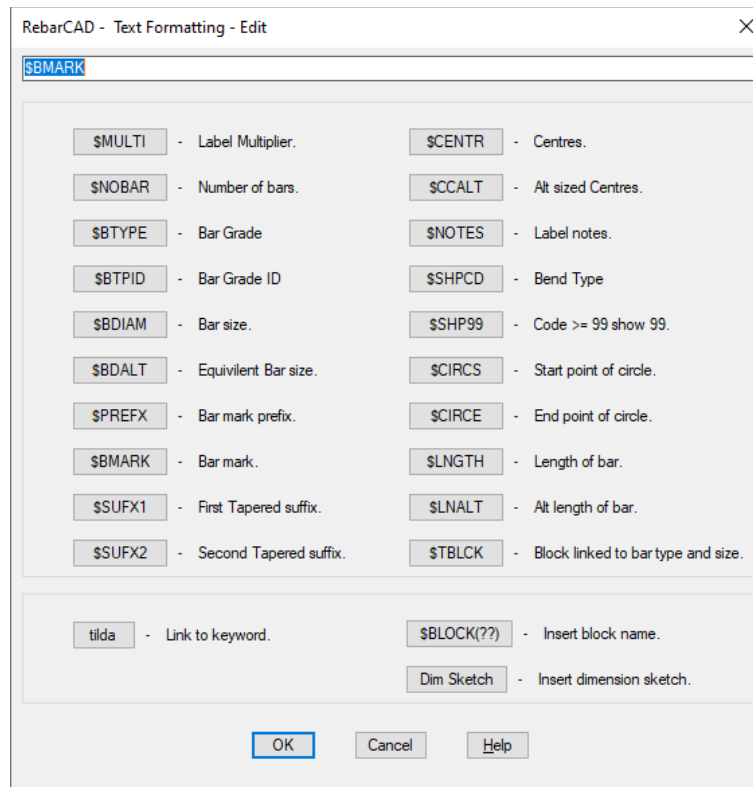 RebarCAD - Text Formatting - Edit
$BMARK
$MULTI - Label Multiplier. $CENTR - Centres.
$NOBAR - Number of bars. $CCALT - Alt sized Centres.
$BTYPE - Bar Grade $NOTES - Label notes.
$BTPID - Bar Grade ID $SHPCD - Bend Type
$BDIAM - Bar size. $SHP99 - Code >= 99 show 99.
$BDALT - Equivilent Bar size. $CIRCS - Start point of circle.
$PREFX - Bar mark prefix. $CIRCE - End point of circle.
$BMARK - Bar mark. $LNGTH - Length of bar.
$SUFX1 - First Tapered suffix. $LNALT - Alt length of bar.
$SUFX2 - Second Tapered suffix. $TBLCK - Block linked to bar type and size.
tilda - Link to keyword. $BLOCK(??) - Insert block name.
Dim Sketch - Insert dimension sketch.
OK Cancel Help